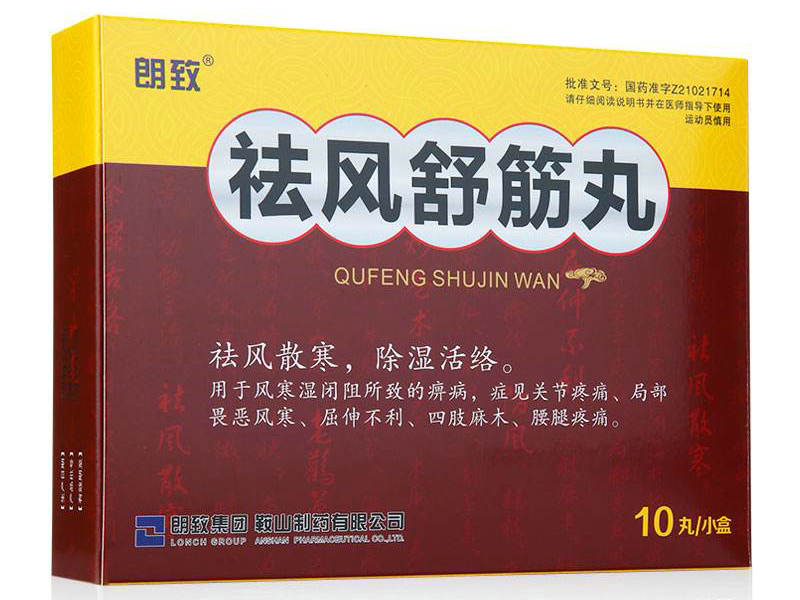 朗致®
批准文号：国药准字Z21021714
请仔细阅读说明书并在医师指导下使用
运动员慎用
祛风舒筋丸
QUFENG SHUJIN WAN
祛风散寒，除湿活络。
用于风寒湿闭阻所致的痹病，症见关节疼痛、局部
畏恶风寒、屈伸不利、四肢麻木、腰腿疼痛。
朗致集团 鞍山制药有限公司
LONCH GROUP ANSHAN PHARMACEUTICAL CO.,LTD.
10丸/小盒